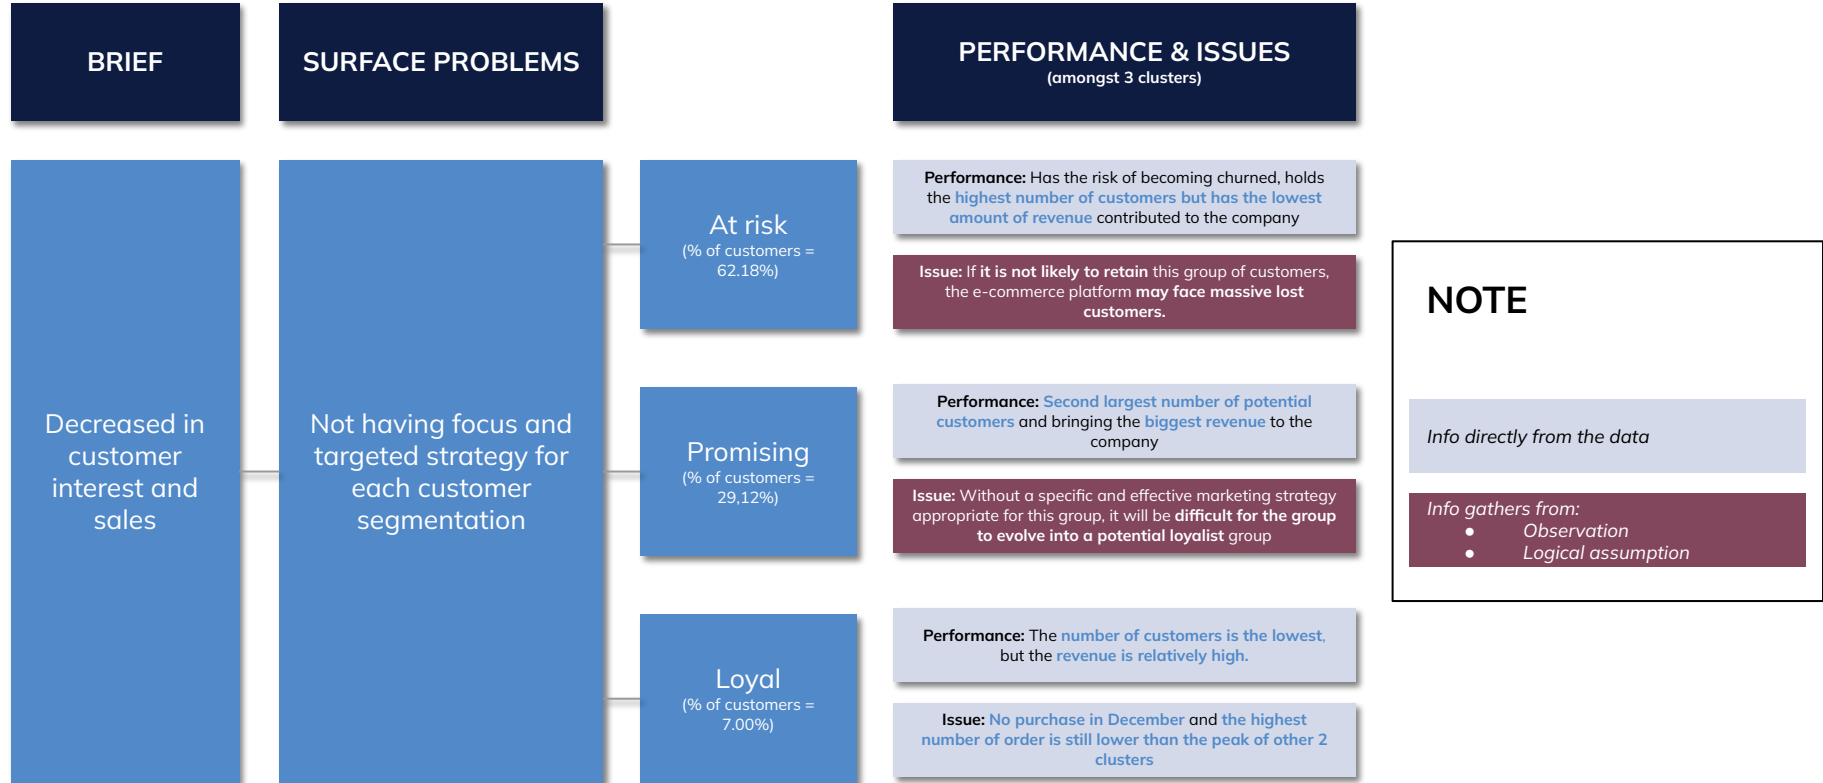 BRIEF
SURFACE PROBLEMS
PERFORMANCE & ISSUES
(amongst 3 clusters)
Decreased in
customer
interest and
sales
Not having focus and
targeted strategy for
each customer
segmentation
At risk
(% of customers =
62.18%)
Performance: Has the risk of becoming churned, holds
the highest number of customers but has the lowest
amount of revenue contributed to the company
Issue: If it is not likely to retain this group of customers,
the e-commerce platform may face massive lost
customers.
Promising
(% of customers =
29,12%)
Performance: Second largest number of potential
customers and bringing the biggest revenue to the
company
Issue: Without a specific and effective marketing strategy
appropriate for this group, it will be difficult for the group
to evolve into a potential loyalist group
Loyal
(% of customers =
7.00%)
Performance: The number of customers is the lowest,
but the revenue is relatively high.
Issue: No purchase in December and the highest
number of order is still lower than the peak of other 2
clusters
NOTE
Info directly from the data
Info gathers from:
● Observation
● Logical assumption